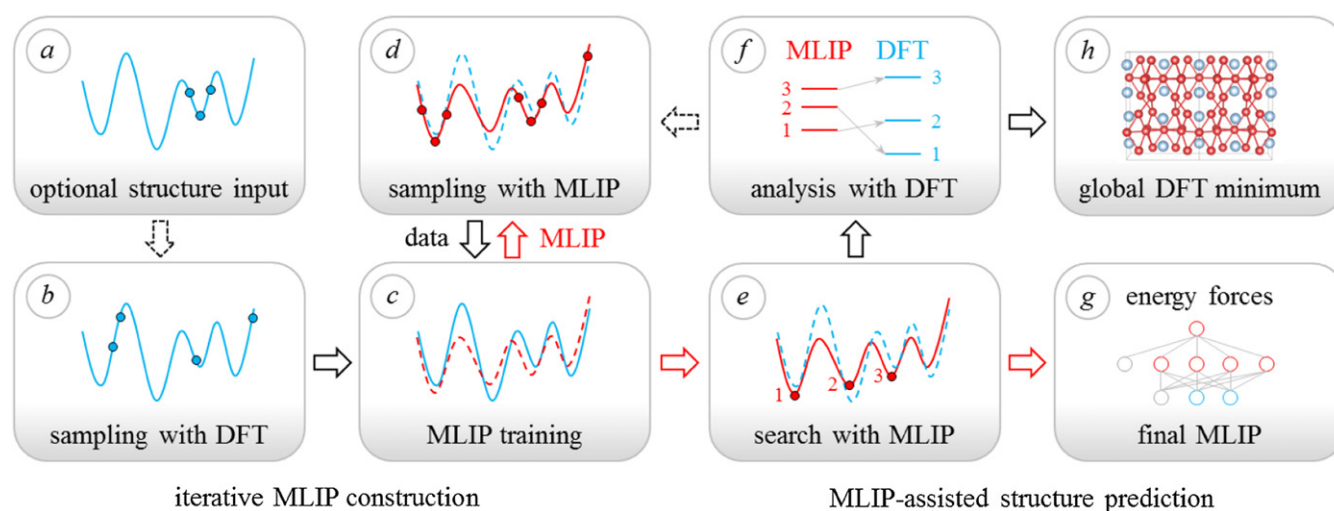 a
optional structure input
d
sampling with MLIP
f
MLIP DFT
3
2
1
3
2
1
analysis with DFT
h
global DFT minimum
data
MLIP
b
sampling with DFT
c
MLIP training
e
1
2
3
search with MLIP
g
energy forces
final MLIP
iterative MLIP construction
MLIP-assisted structure prediction